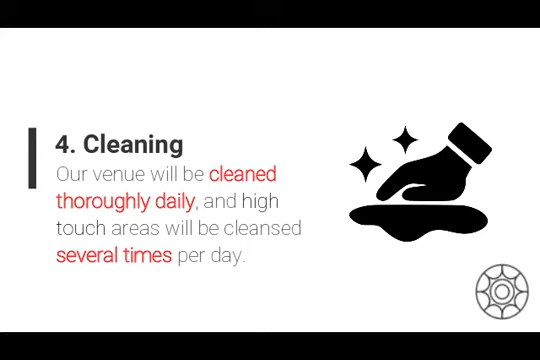 4. Cleaning
Our venue will be cleaned
thoroughly daily, and high
touch areas will be cleansed
several times per day.